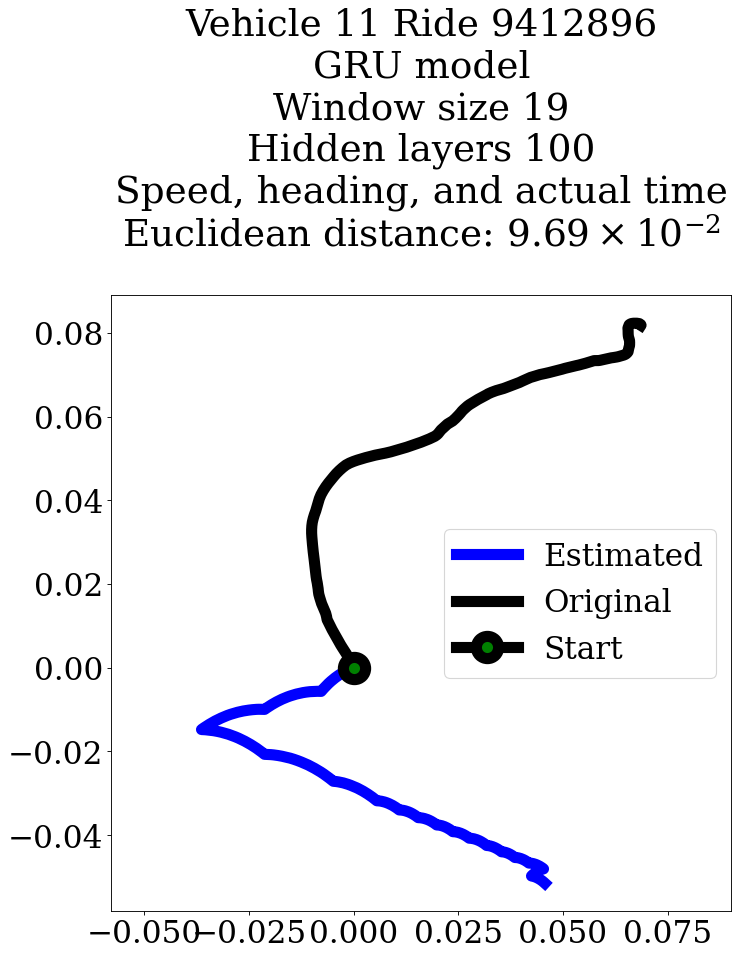 Vehicle 11 Ride 9412896
GRU model
Window size 19
Hidden layers 100
Speed, heading, and actual time
Euclidean distance: 9.69 × 10⁻²
0.08
0.06
0.04
0.02
0.00
−0.02
−0.04
Estimated
Original
Start
−0.050 −0.025 0.000 0.025 0.050 0.075